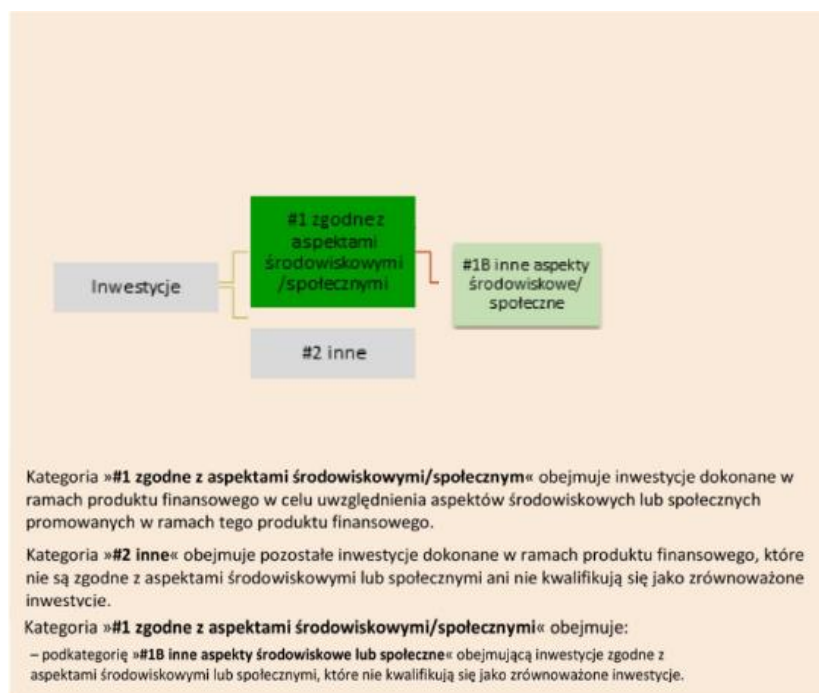 #1 zgodnez
aspektami
środowiskowymi
/społecznymi
Inwestycje
#1B inne aspekty
środowiskowe/
społeczne
#2 inne
Kategoria »#1 zgodne z aspektami środowiskowymi/społecznym« obejmuje inwestycje dokonane w
ramach produktu finansowego w celu uwzględnienia aspektów środowiskowych lub społecznych
promowanych w ramach tego produktu finansowego.
Kategoria »#2 inne« obejmuje pozostałe inwestycje dokonane w ramach produktu finansowego, które
nie są zgodne z aspektami środowiskowymi lub społecznymi ani nie kwalifikują się jako zrównoważone
inwestycie.
Kategoria »#1 zgodne z aspektami środowiskowymi/społecznymi« obejmuje:
– podkategorię »#1B inne aspekty środowiskowe lub społeczne« obejmującą inwestycje zgodne z
aspektami środowiskowymi lub społecznymi, które nie kwalifikują się jako zrównoważone inwestycje.